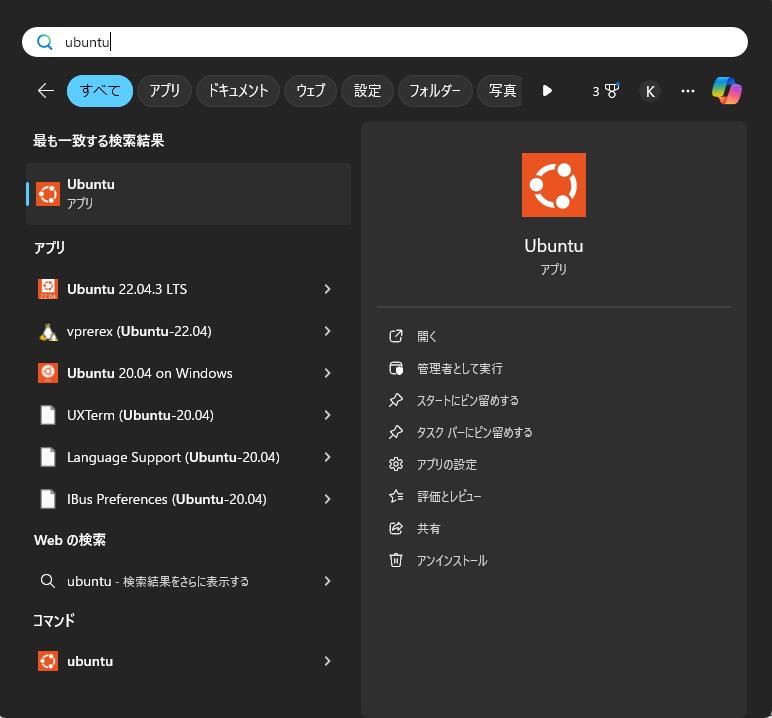 ubuntu
すべて
アプリ
ドキュメント
ウェブ
設定
フォルダー
写真
3
K
最も一致する検索結果
Ubuntu
アプリ
アプリ
Ubuntu 22.04.3 LTS
vprerex (Ubuntu-22.04)
Ubuntu 20.04 on Windows
UXTerm (Ubuntu-20.04)
Language Support (Ubuntu-20.04)
IBus Preferences (Ubuntu-20.04)
Web の検索
ubuntu - 検索結果をさらに表示する
コマンド
ubuntu
Ubuntu
アプリ
開く
管理者として実行
スタートにピン留めする
タスク バーにピン留めする
アプリの設定
評価とレビュー
共有
アンインストール